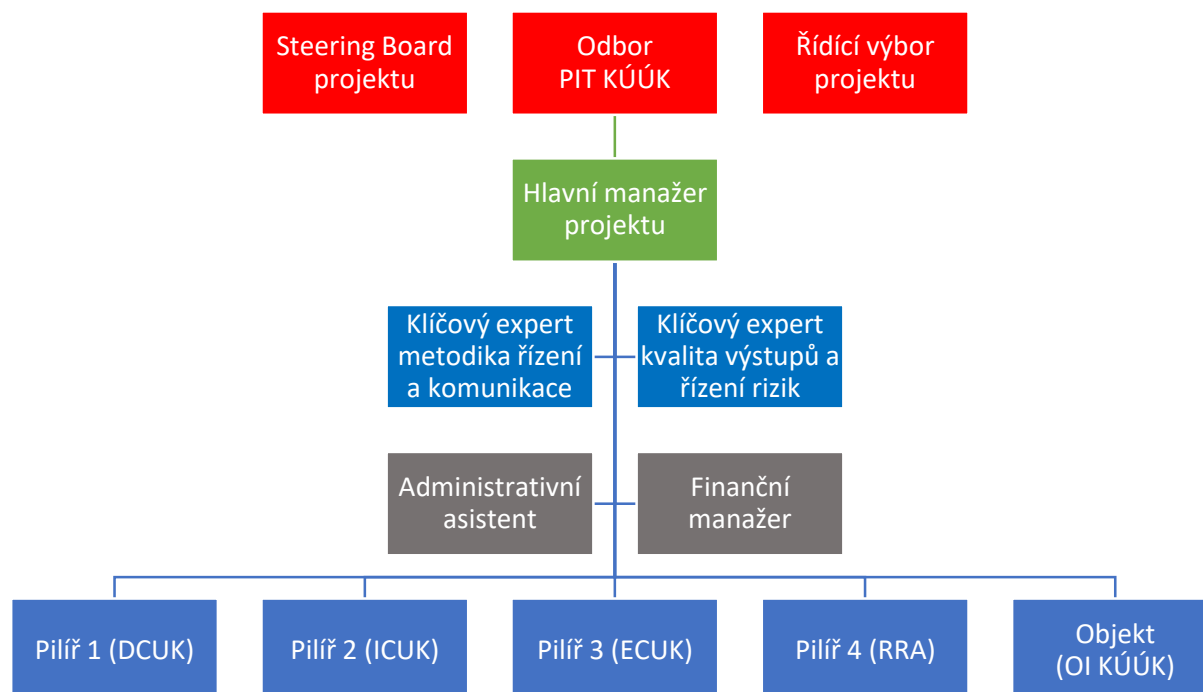 Steering Board
projektu
Odbor
PIT KÚÚK
Řídící výbor
projektu
Hlavní manažer
projektu
Klíčový expert
metodika řízení
a komunikace
Klíčový expert
kvalita výstupů a
řízení rizik
Administrativní
asistent
Finanční
manažer
Pilíř 1 (DCUK)
Pilíř 2 (ICUK)
Pilíř 3 (ECUK)
Pilíř 4 (RRA)
Objekt
(OI KÚÚK)